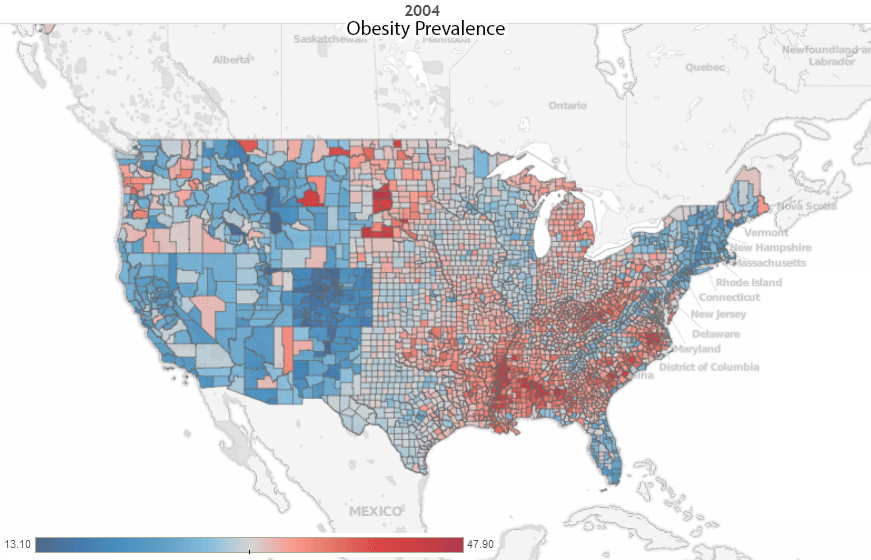 2004
Obesity Prevalence
Saskatchewan
Manitoba
Alberta
Newfoundland
Labrador
Quebec
Ontario
Nova Scotia
Vermont
New Hampshire
Massachusetts
Rhode Island
Connecticut
New Jersey
Delaware
Maryland
District of Columbia
MEXICO
13.10
47.90